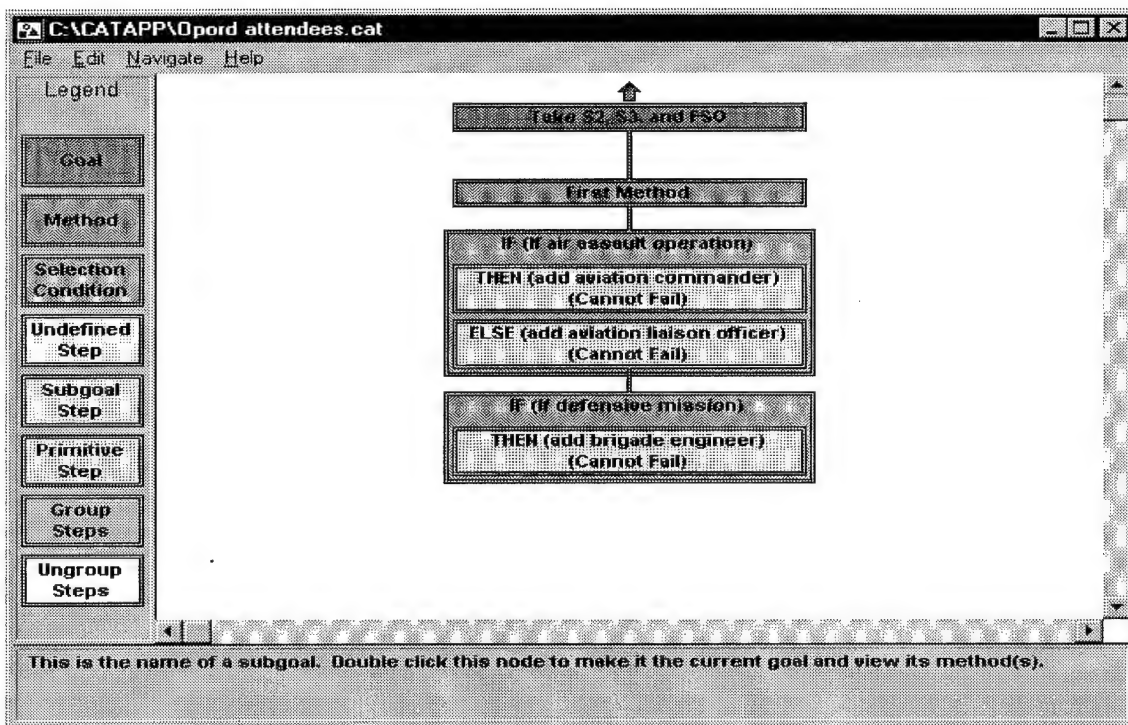 C:\CATAPP\Opord attendees.cat
File Edit Navigate Help
Legend
Goal
Method
Selection
Condition
Undefined
Step
Subgoal
Step
Primitive
Step
Group
Steps
Ungroup
Steps
Take S2, S3, and FSO
First Method
IF (If air assault operation)
THEN (add aviation commander)
(Cannot Fail)
ELSE (add aviation liaison officer)
(Cannot Fail)
IF (If defensive mission)
THEN (add brigade engineer)
(Cannot Fail)
This is the name of a subgoal. Double click this node to make it the current goal and view its method(s).